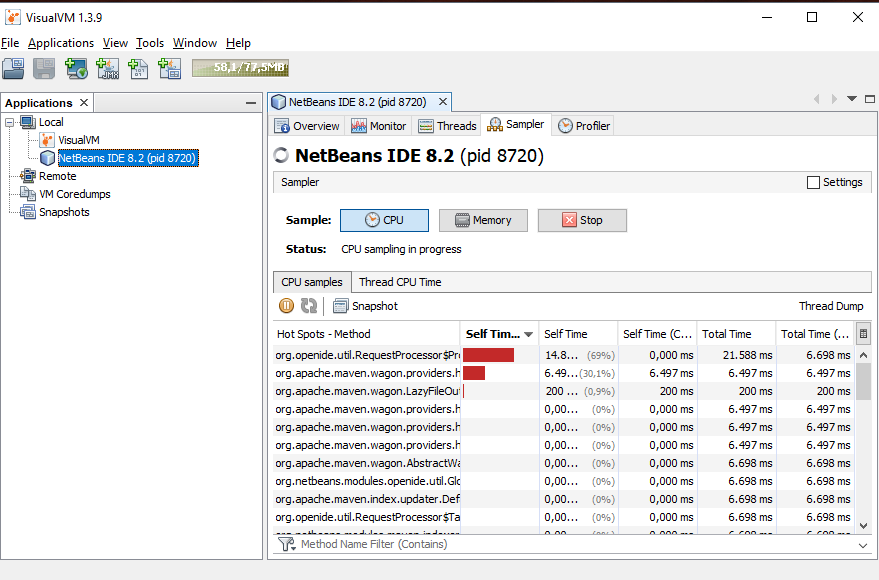 VisualVM 1.3.9
File Applications View Tools Window Help
58,1/77,5MB
Applications
Local
VisualVM
NetBeans IDE 8.2 (pid 8720)
Remote
VM Coredumps
Snapshots
NetBeans IDE 8.2 (pid 8720)
Overview Monitor Threads Sampler Profiler
NetBeans IDE 8.2 (pid 8720)
Sampler Settings
Sample: CPU Memory Stop
Status: CPU sampling in progress
CPU samples Thread CPU Time
Snapshot Thread Dump
Hot Spots - Method Self Tim... Self Time Self Time (C... Total Time Total Time (...
org.openide.util.RequestProcessor$Pr 14.8... (69%) 0,000 ms 21.588 ms 6.698 ms
org.apache.maven.wagon.providers.h 6.49... (30,1%) 6.497 ms 6.497 ms 6.497 ms
org.apache.maven.wagon.LazyFileOut 200 ... (0,9%) 200 ms 200 ms 200 ms
org.apache.maven.wagon.providers.h 0,00... (0%) 0,000 ms 6.497 ms 6.497 ms
org.apache.maven.wagon.providers.h 0,00... (0%) 0,000 ms 6.497 ms 6.497 ms
org.apache.maven.wagon.providers.h 0,00... (0%) 0,000 ms 6.497 ms 6.497 ms
org.apache.maven.wagon.AbstractWa 0,00... (0%) 0,000 ms 6.698 ms 6.698 ms
org.netbeans.modules.openide.util.Glo 0,00... (0%) 0,000 ms 6.698 ms 6.698 ms
org.apache.maven.index.updater.Def 0,00... (0%) 0,000 ms 6.698 ms 6.698 ms
org.openide.util.RequestProcessor$Ta 0,00... (0%) 0,000 ms 6.698 ms 6.698 ms
Method Name Filter (Contains)